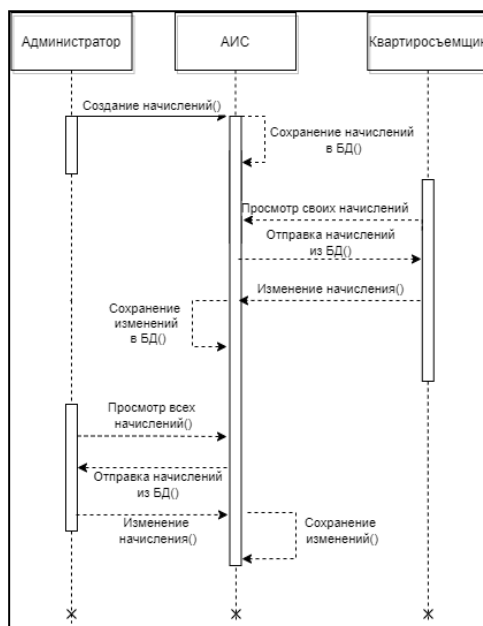 Администратор
АИС
Квартиросъемщик
Создание начислений()
Сохранение начислений
в БД()
Просмотр своих начислений
Отправка начислений
из БД()
Изменение начисления()
Сохранение
изменений
в БД()
Просмотр всех
начислений()
Отправка начислений
из БД()
Изменение
начисления()
Сохранение
изменений()